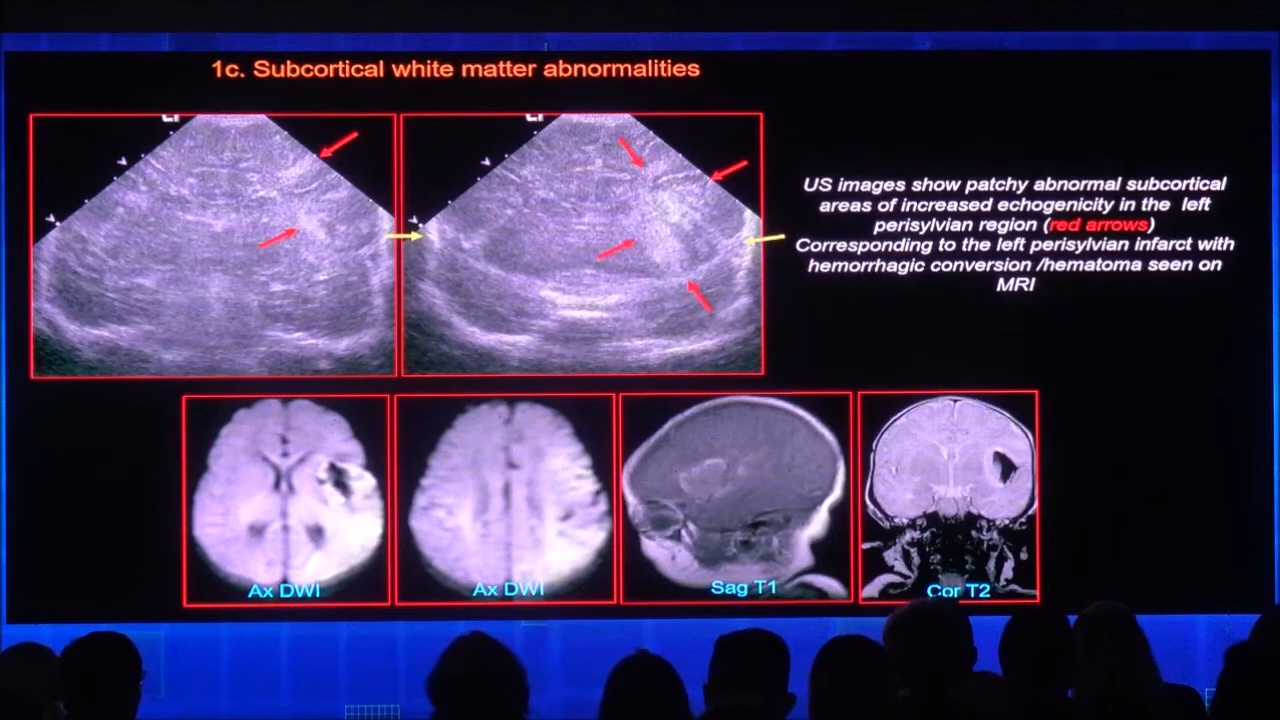 1c. Subcortical white matter abnormalities
US images show patchy abnormal subcortical
areas of increased echogenicity in the left
perisylvian region (red arrows)
Corresponding to the left perisylvian infarct with
hemorrhagic conversion /hematoma seen on
MRI
Ax DWI
Ax DWI
Sag T1
Cor T2